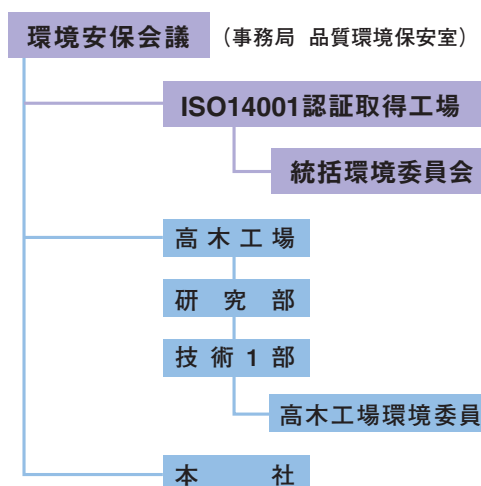 環境安保会議 (事務局 品質環境保安室)
ISO14001認証取得工場
統括環境委員会
高木工場
研究部
技術1部
高木工場環境委員
本社